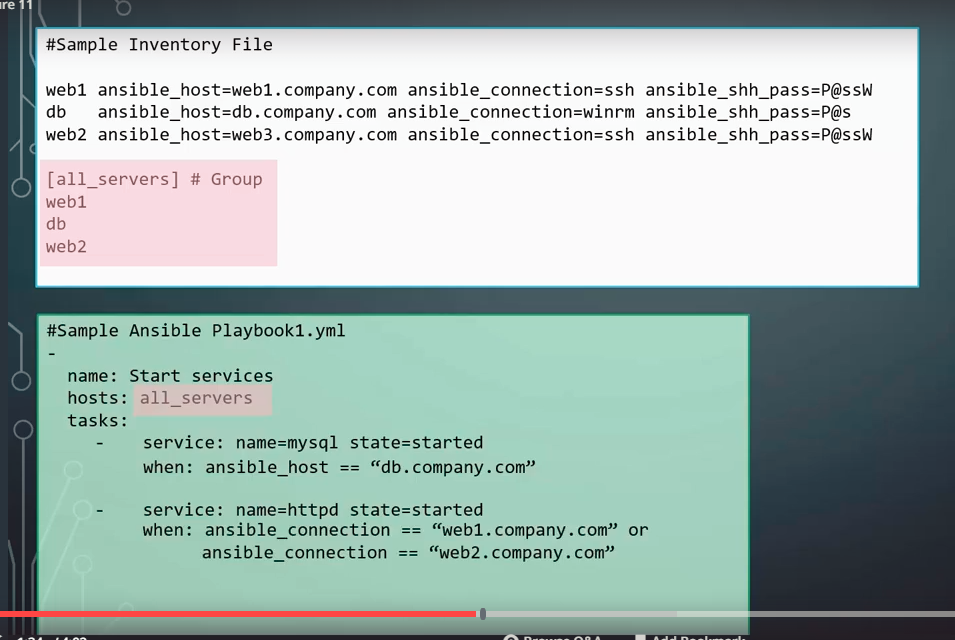 #Sample Inventory File
web1 ansible_host=web1.company.com ansible_connection=ssh ansible_shh_pass=P@ssW
db   ansible_host=db.company.com ansible_connection=winrm ansible_shh_pass=P@s
web2 ansible_host=web3.company.com ansible_connection=ssh ansible_shh_pass=P@ssW
[all_servers] # Group
web1
db
web2
#Sample Ansible Playbook1.yml
-
name: Start services
hosts: all_servers
tasks:
- service: name=mysql state=started
when: ansible_host == “db.company.com”
- service: name=httpd state=started
when: ansible_connection == “web1.company.com” or
ansible_connection == “web2.company.com”
Browse Q&A
Add Bookmark